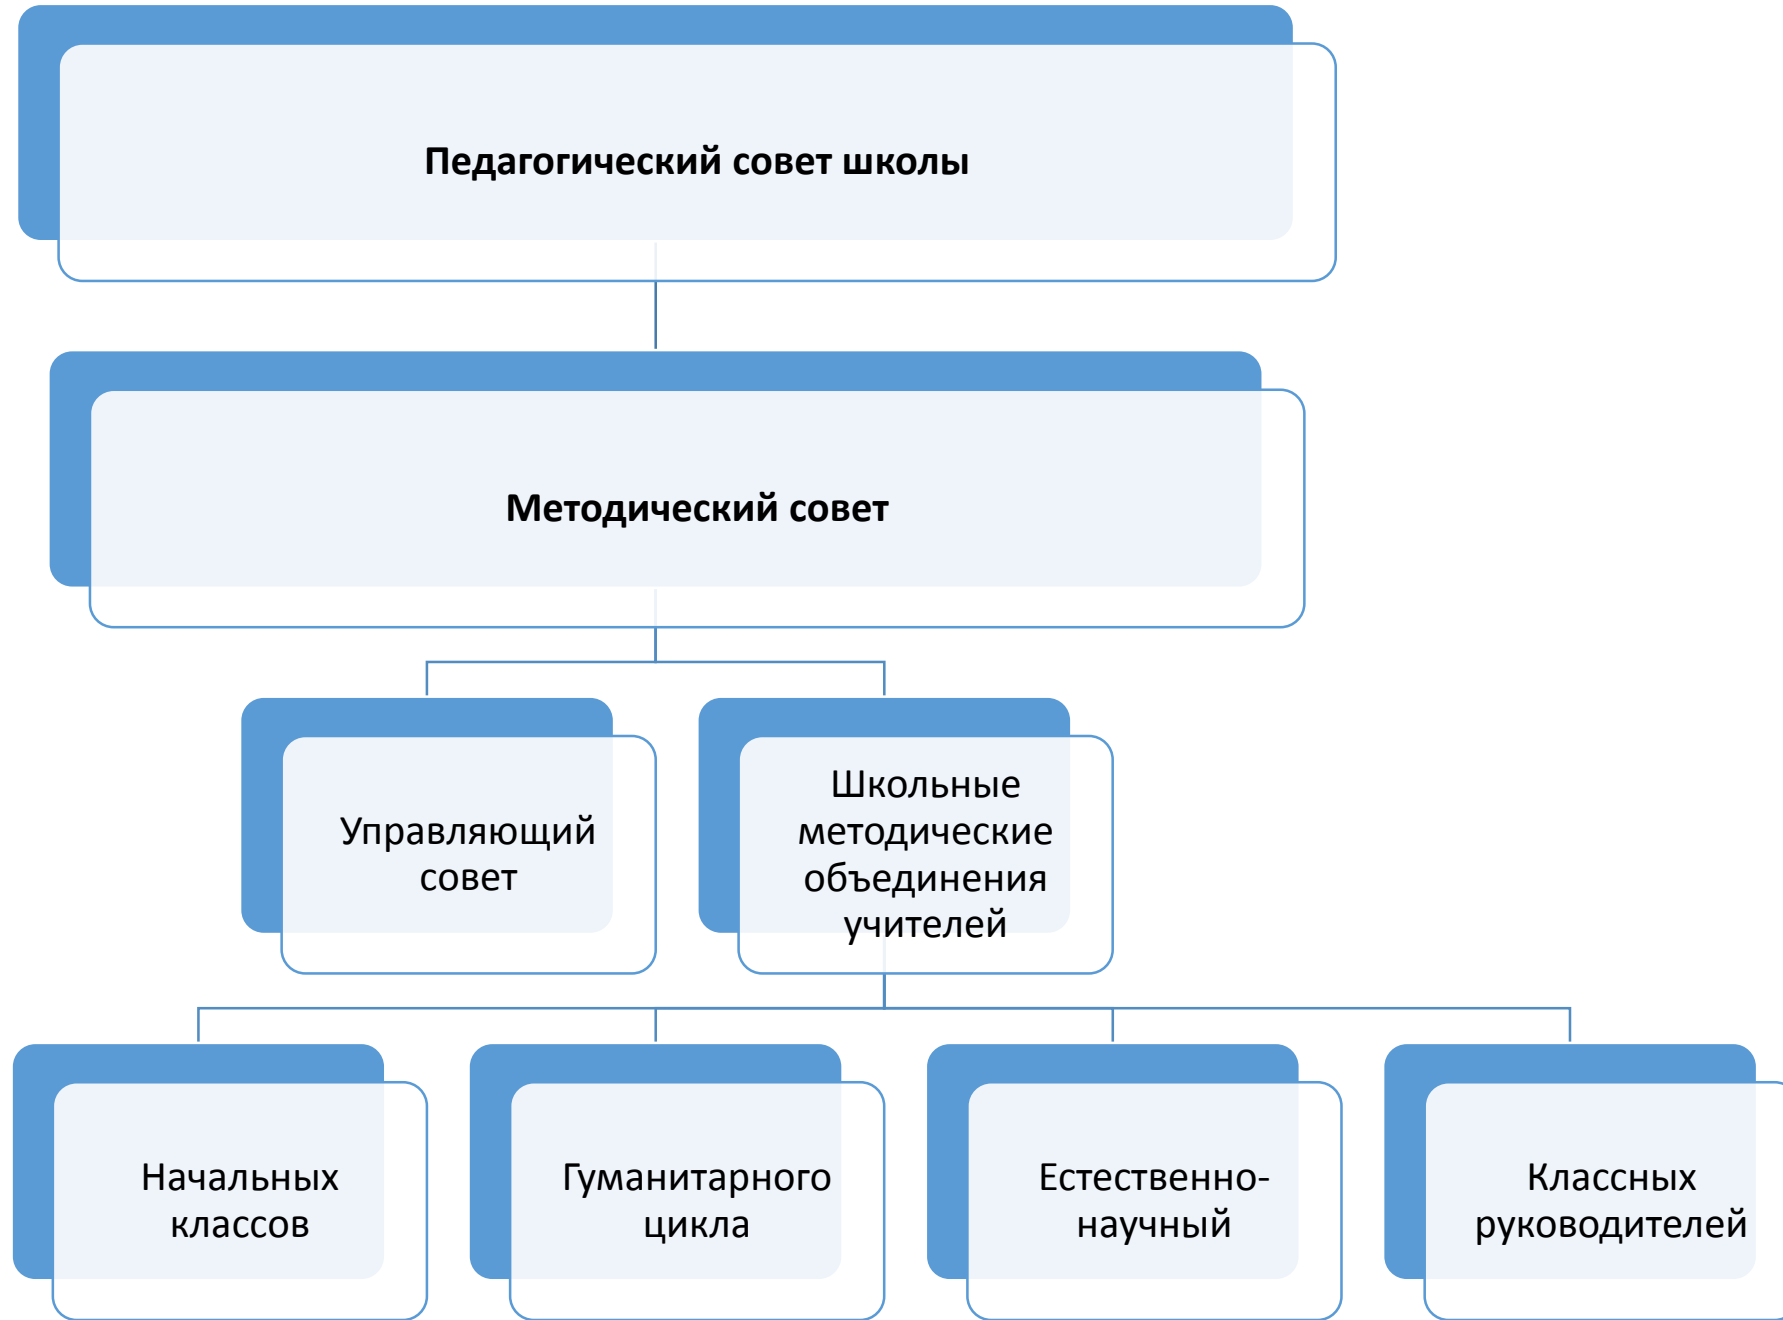 Педагогический совет школы
Методический совет
Управляющий
совет
Школьные
методические
объединения
учителей
Начальных
классов
Гуманитарного
цикла
Естественно-
научный
Классных
руководителей